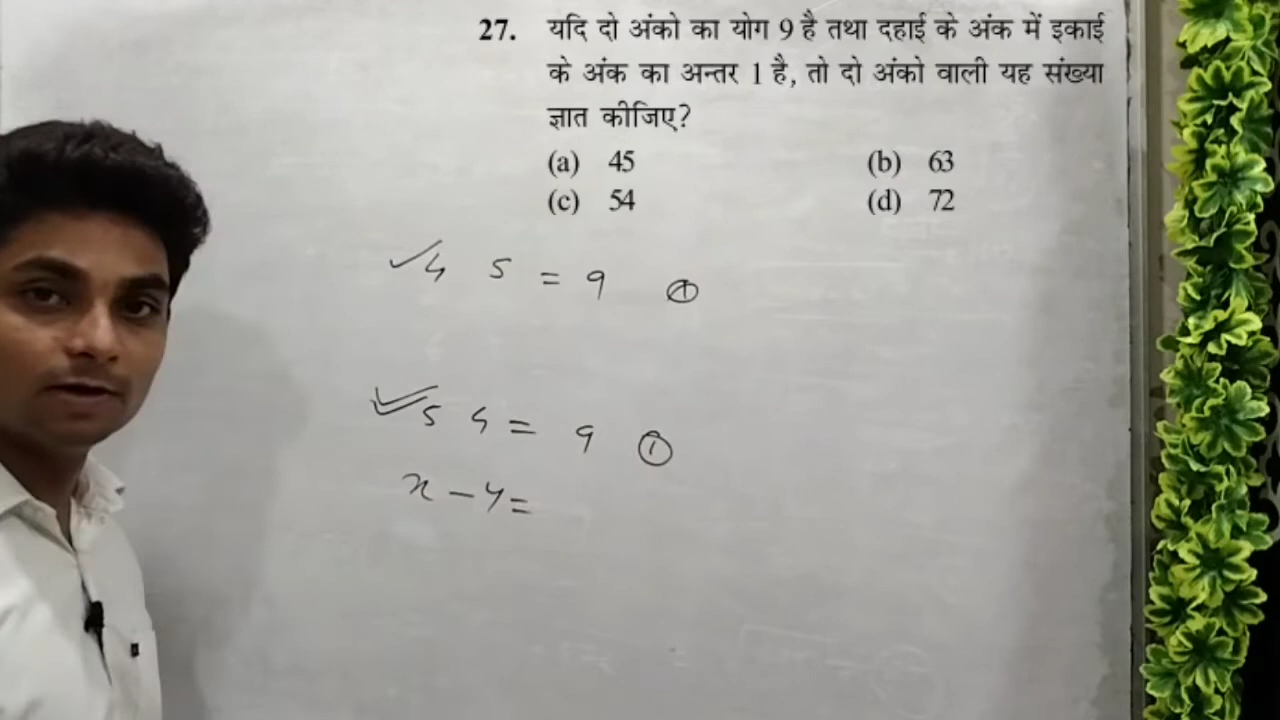 27. यदि दो अंको का योग 9 है तथा दहाई के अंक में इकाई
के अंक का अन्तर 1 है, तो दो अंको वाली यह संख्या
ज्ञात कीजिए?
(a) 45 (b) 63
(c) 54 (d) 72
✓4 5 = 9 ①
✓✓5 4 = 9 ①
x - y =